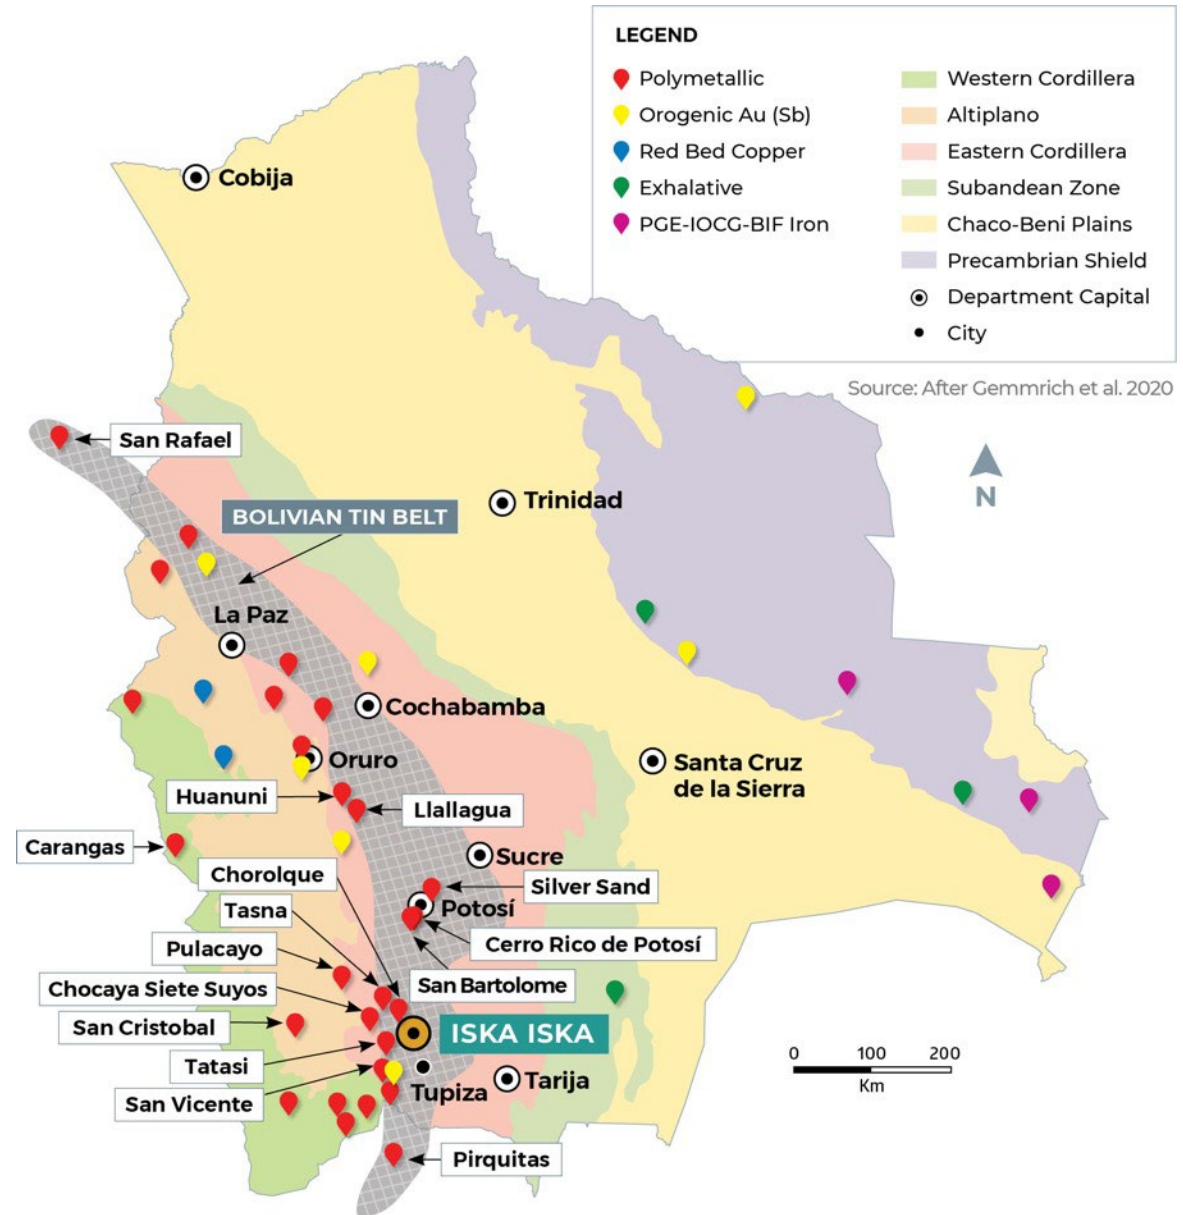 LEGEND
Polymetallic
Orogenic Au (Sb)
Red Bed Copper
Exhalative
PGE-IOCG-BIF Iron
Western Cordillera
Altiplano
Eastern Cordillera
Subandean Zone
Chaco-Beni Plains
Precambrian Shield
Department Capital
City
Source: After Gemmrich et al. 2020
N
Cobija
San Rafael
Trinidad
BOLIVIAN TIN BELT
La Paz
Cochabamba
Oruro
Santa Cruz
de la Sierra
Huanuni
Llallagua
Carangas
Sucre
Chorolque
Silver Sand
Tasna
Potosí
Cerro Rico de Potosí
Pulacayo
San Bartolome
Chocaya Siete Suyos
San Cristobal
ISKA ISKA
Tatasi
Tupiza
Tarija
San Vicente
Pirquitas
0 100 200
Km